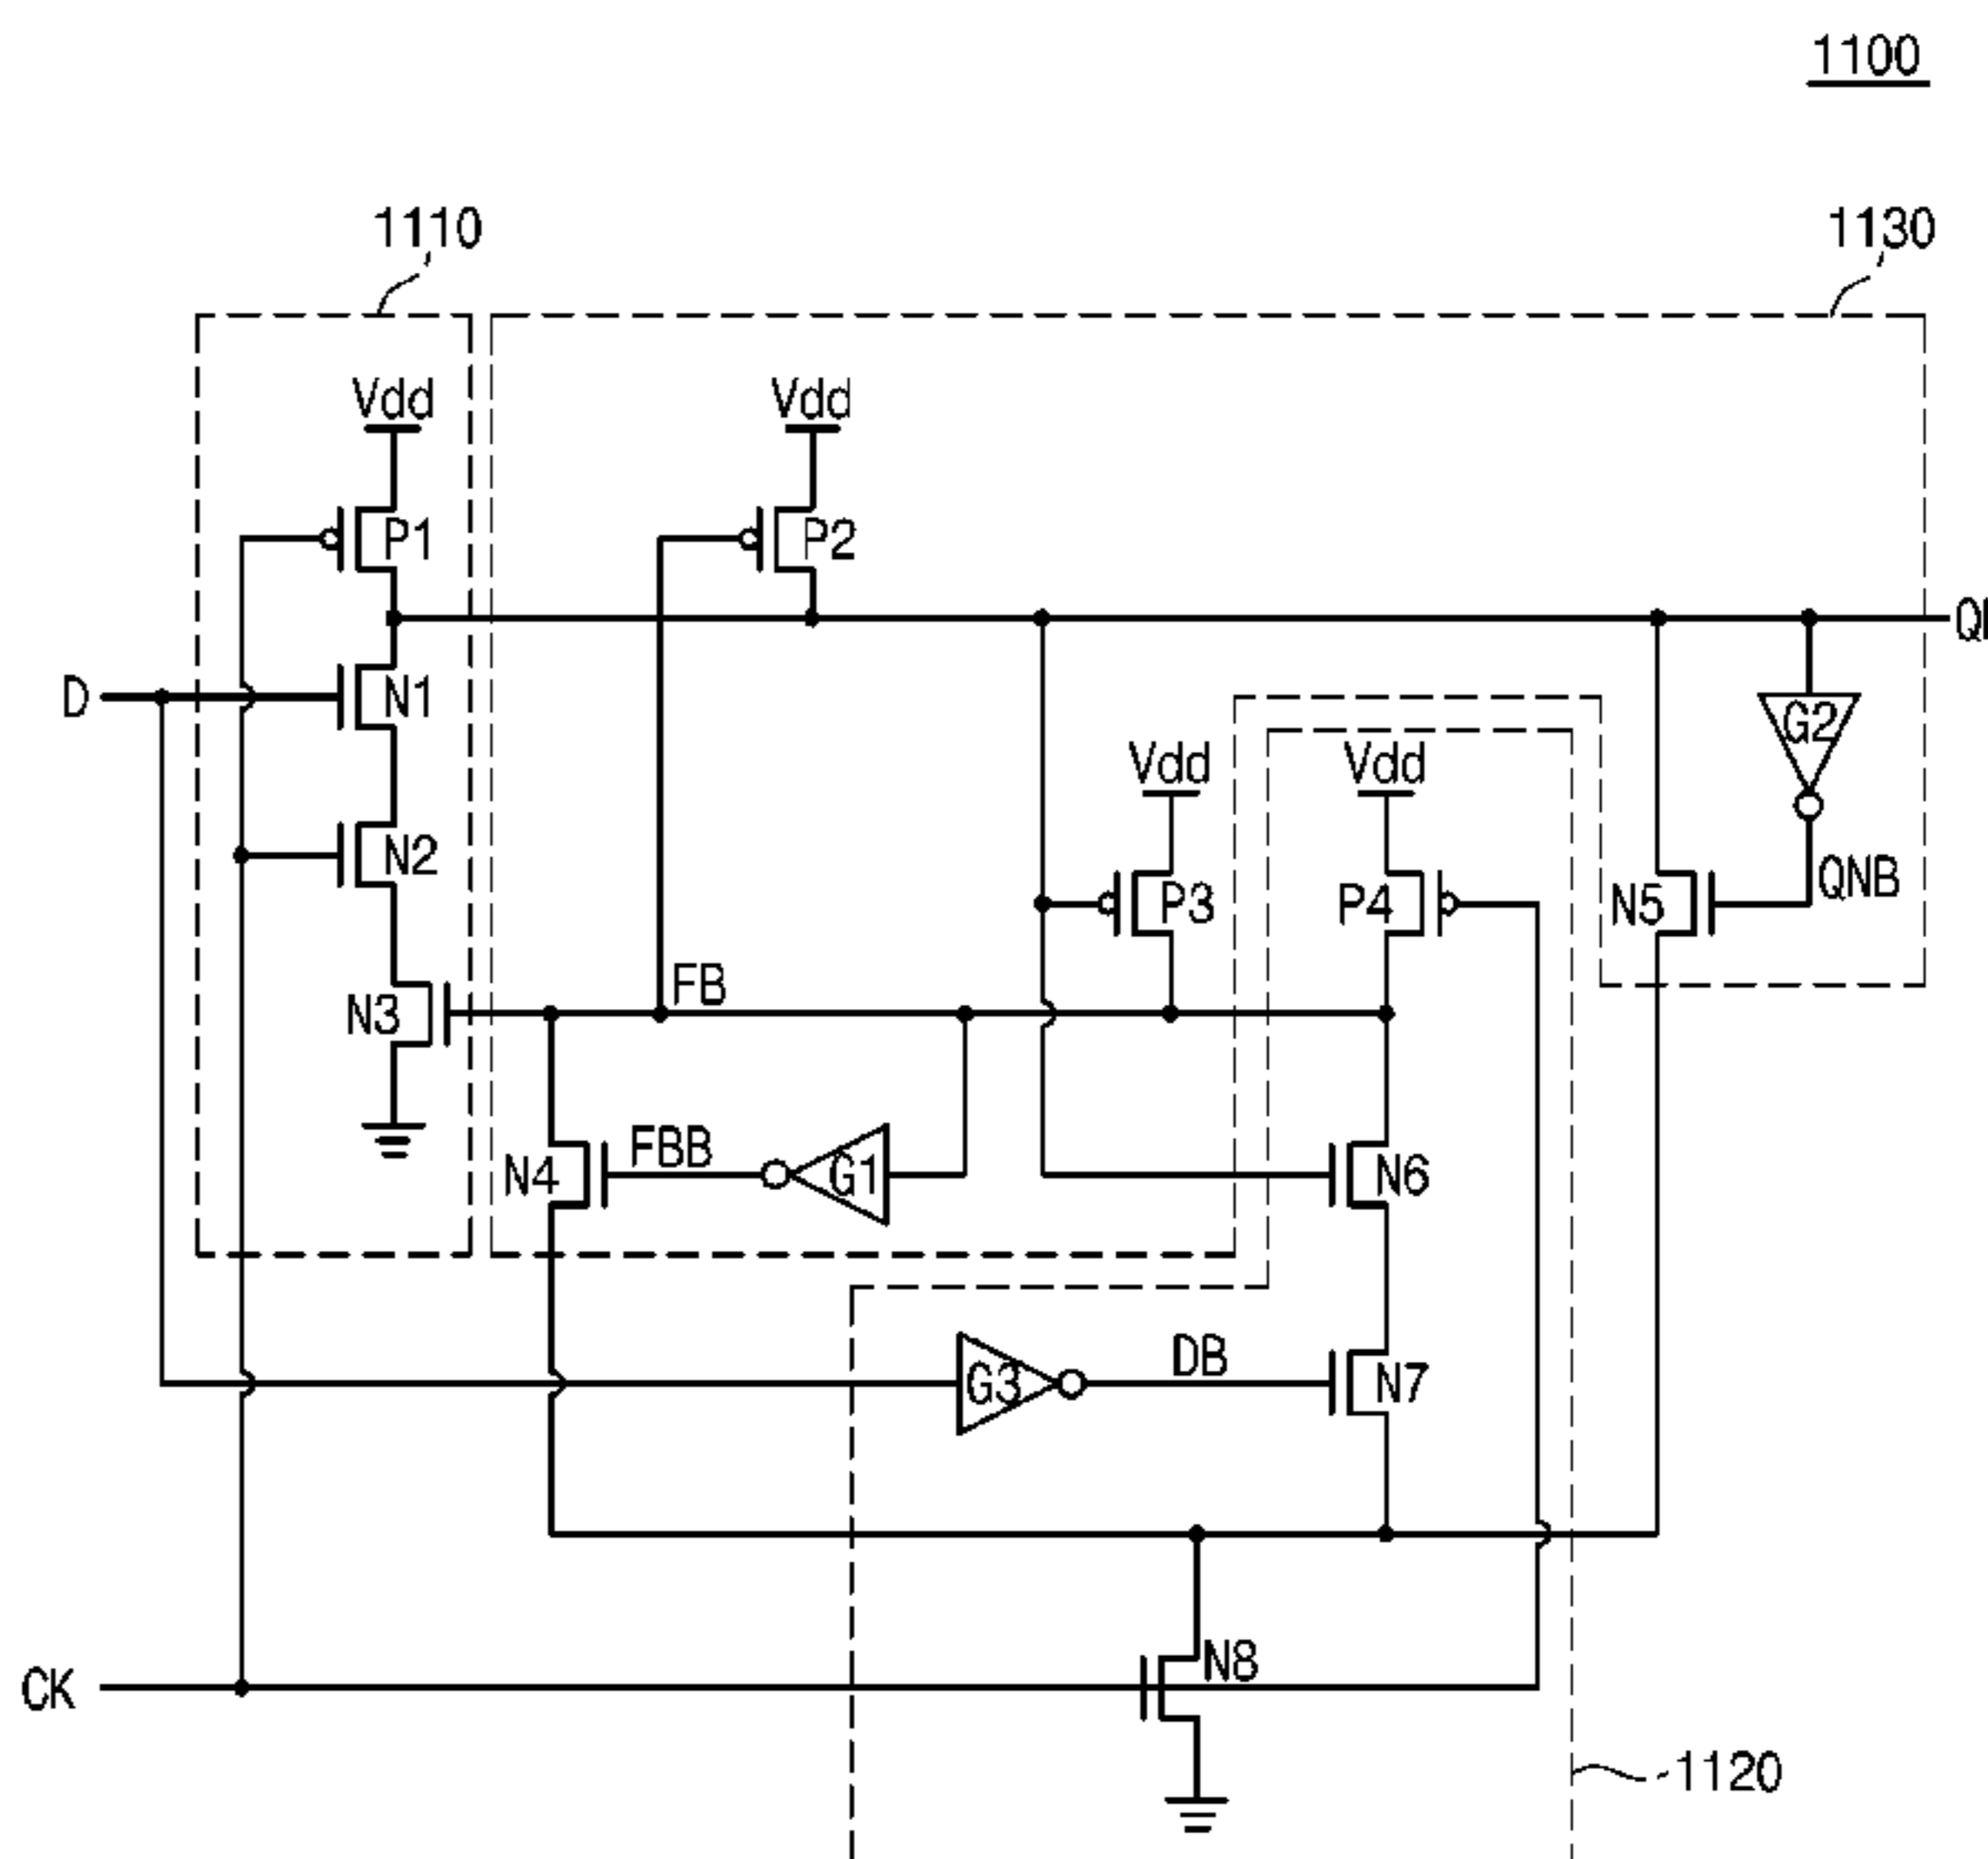 1100
1110
1130
Vdd
Vdd
P1
P2
D
N1
G2
Vdd
Vdd
N2
P3
P4
N5
QNB
FB
N3
N4
FBB
G1
N6
G3
DB
N7
N8
CK
1120